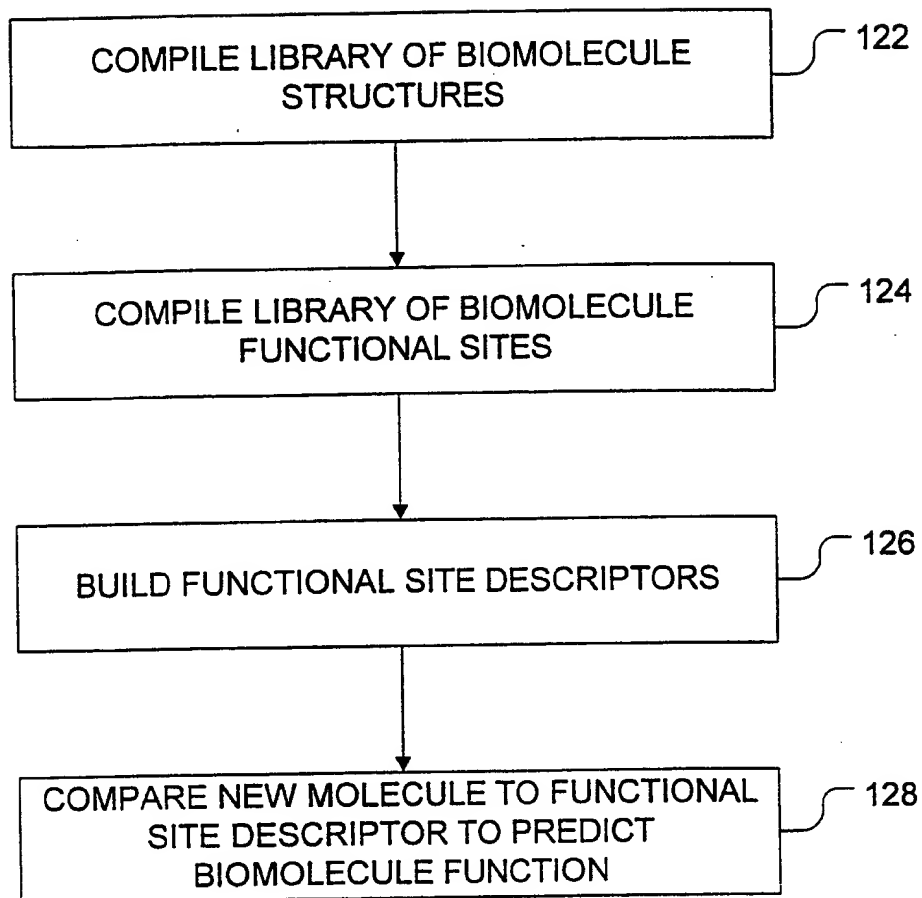 COMPILE LIBRARY OF BIOMOLECULE
STRUCTURES
122
COMPILE LIBRARY OF BIOMOLECULE
FUNCTIONAL SITES
124
BUILD FUNCTIONAL SITE DESCRIPTORS
126
COMPARE NEW MOLECULE TO FUNCTIONAL
SITE DESCRIPTOR TO PREDICT
BIOMOLECULE FUNCTION
128